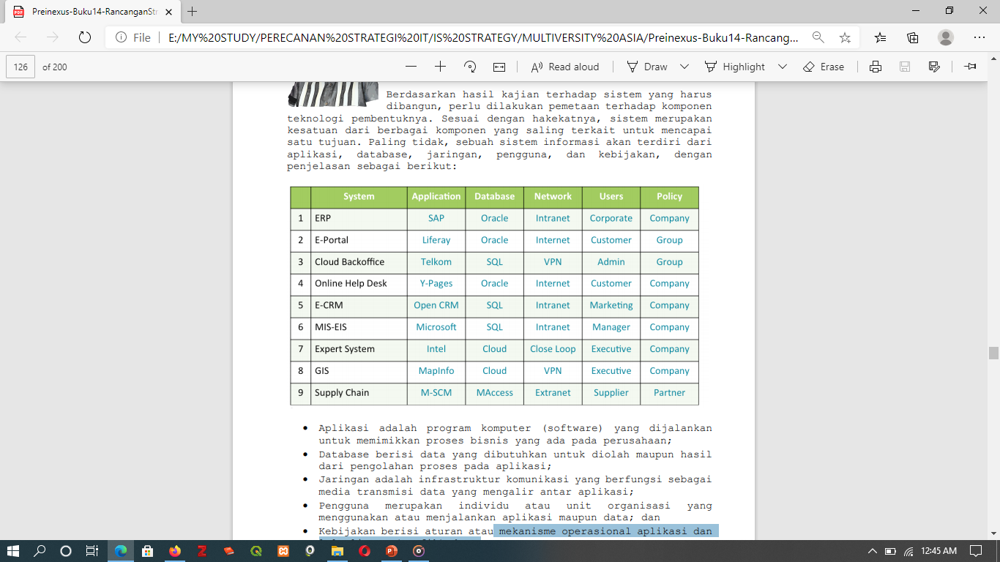 Preinexus-Buku14-RancanganStr
File E:/MY%20STUDY/PERECANAN%20STRATEGI%20IT/IS%20STRATEGY/MULTIVERSITY%20ASIA/Preinexus-Buku14-Rancang...
126 of 200 Read aloud Draw Highlight Erase
Berdasarkan hasil kajian terhadap sistem yang harus
dibangun, perlu dilakukan pemetaan terhadap komponen
teknologi pembentuknya. Sesuai dengan hakekatnya, sistem merupakan
kesatuan dari berbagai komponen yang saling terkait untuk mencapai
satu tujuan. Paling tidak, sebuah sistem informasi akan terdiri dari
aplikasi, database, jaringan, pengguna, dan kebijakan, dengan
penjelasan sebagai berikut:
System Application Database Network Users Policy
1 ERP SAP Oracle Intranet Corporate Company
2 E-Portal Liferay Oracle Internet Customer Group
3 Cloud Backoffice Telkom SQL VPN Admin Group
4 Online Help Desk Y-Pages Oracle Internet Customer Company
5 E-CRM Open CRM SQL Intranet Marketing Company
6 MIS-EIS Microsoft SQL Intranet Manager Company
7 Expert System Intel Cloud Close Loop Executive Company
8 GIS MapInfo Cloud VPN Executive Company
9 Supply Chain M-SCM MAccess Extranet Supplier Partner
• Aplikasi adalah program komputer (software) yang dijalankan
untuk memimikkan proses bisnis yang ada pada perusahaan;
• Database berisi data yang dibutuhkan untuk diolah maupun hasil
dari pengolahan proses pada aplikasi;
• Jaringan adalah infrastruktur komunikasi yang berfungsi sebagai
media transmisi data yang mengalir antar aplikasi;
• Pengguna merupakan individu atau unit organisasi yang
menggunakan atau menjalankan aplikasi maupun data; dan
• Kebijakan berisi aturan atau mekanisme operasional aplikasi dan
12:45 AM